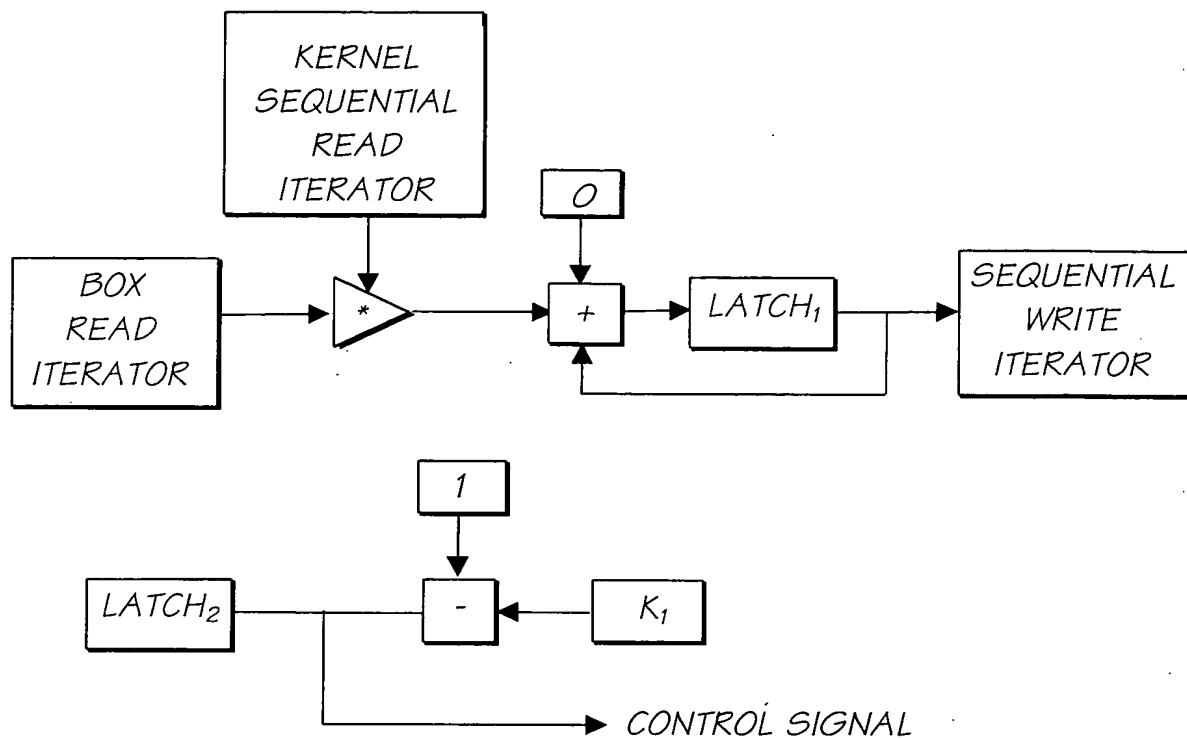 KERNEL
SEQUENTIAL
READ
ITERATOR
0
BOX
READ
ITERATOR
*
+
LATCH₁
SEQUENTIAL
WRITE
ITERATOR
1
LATCH₂
-
K₁
CONTROL SIGNAL